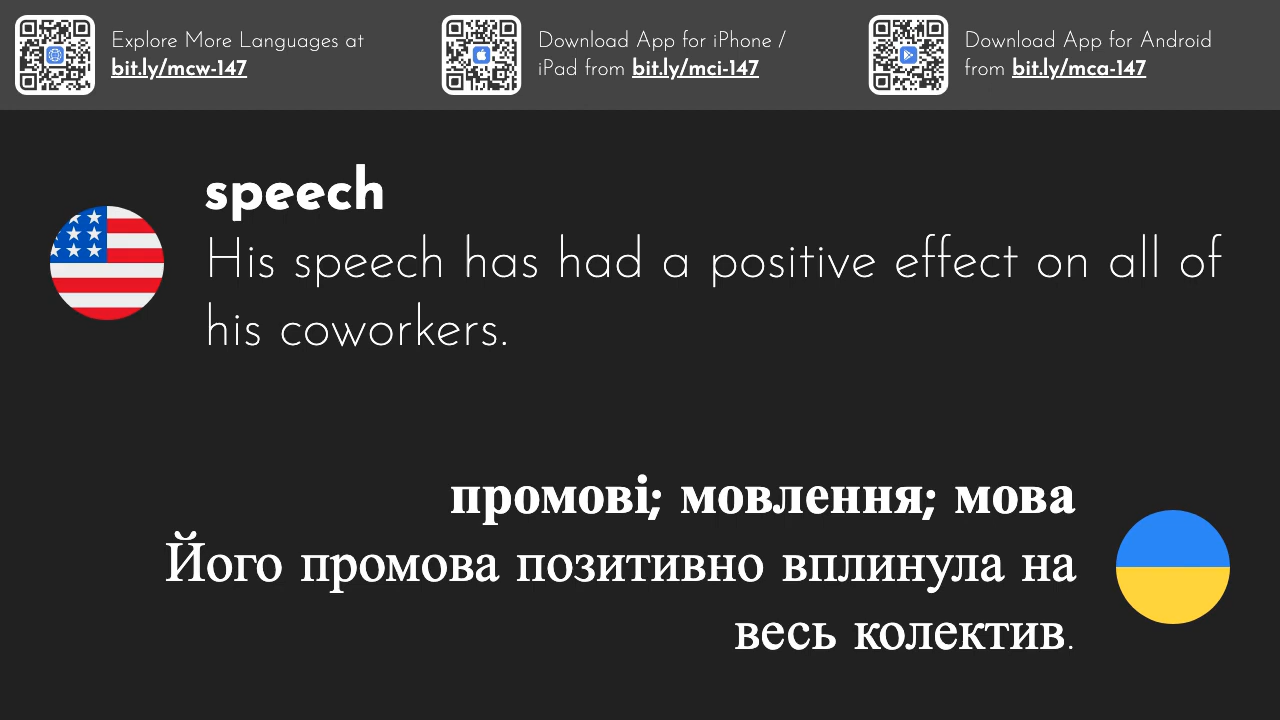 Explore More Languages at
bit.ly/mcw-147
Download App for iPhone /
iPad from bit.ly/mci-147
Download App for Android
from bit.ly/mca-147
speech
His speech has had a positive effect on all of
his coworkers.
промові; мовлення; мова
Його промова позитивно вплинула на
весь колектив.